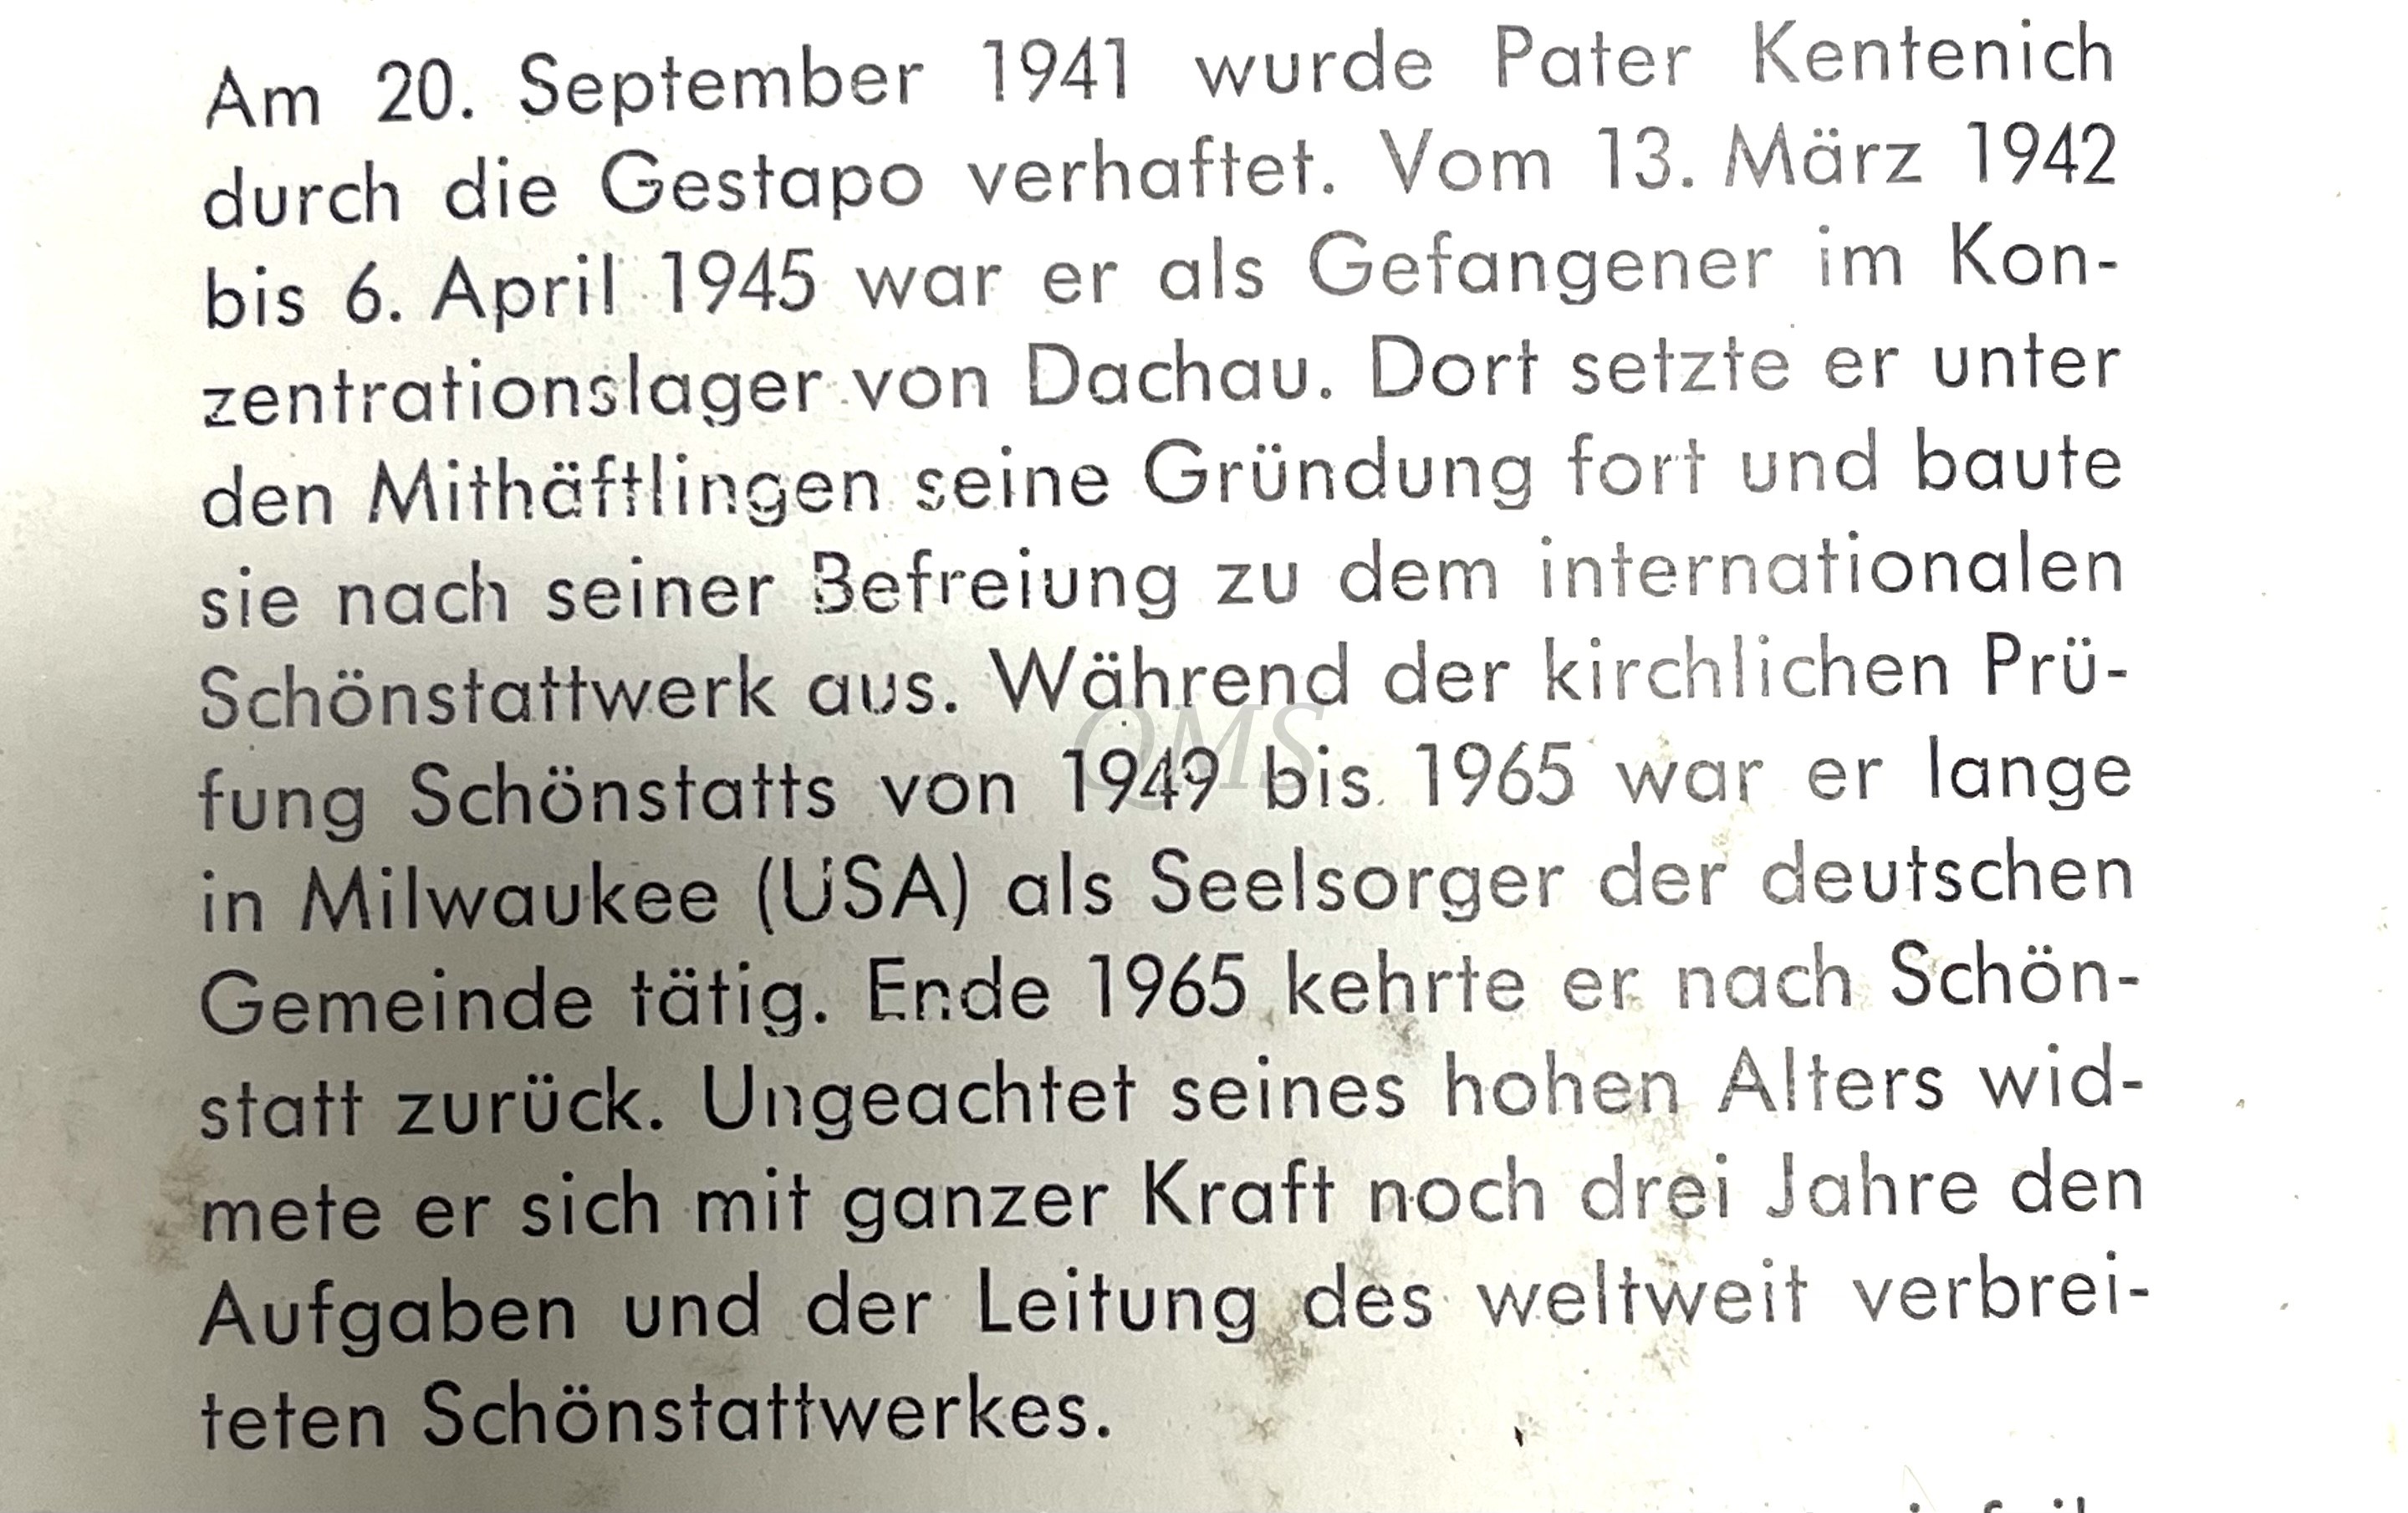 Am 20. September 1941 wurde Pater Kentenich
durch die Gestapo verhaftet. Vom 13. März 1942
bis 6. April 1945 war er als Gefangener im Kon-
zentrationslager von Dachau. Dort setzte er unter
den Mithäftlingen seine Gründung fort und baute
sie nach seiner Befreiung zu dem internationalen
Schönstattwerk aus. Während der kirchlichen Prü-
QMS
fung Schönstatts von 1949 bis 1965 war er lange
in Milwaukee (USA) als Seelsorger der deutschen
Gemeinde tätig. Ende 1965 kehrte er nach Schön-
statt zurück. Ungeachtet seines hohen Alters wid-
mete er sich mit ganzer Kraft noch drei Jahre den
Aufgaben und der Leitung des weltweit verbrei-
teten Schönstattwerkes.